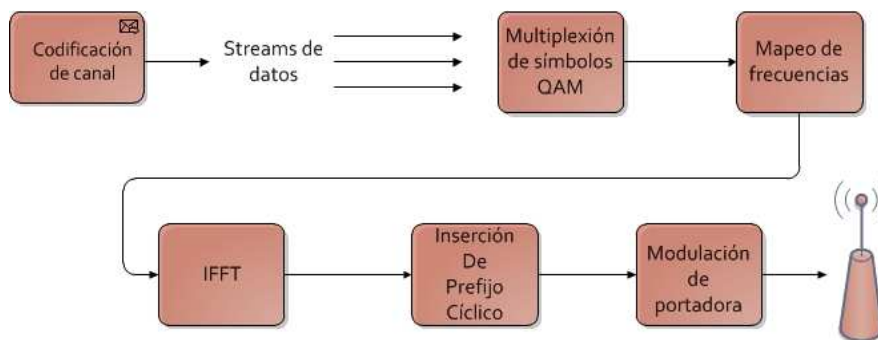 Codificación
de canal
Streams de
datos
Multiplexión
de símbolos
QAM
Mapeo de
frecuencias
IFFT
Inserción
De
Prefijo
Cíclico
Modulación
de
portadora